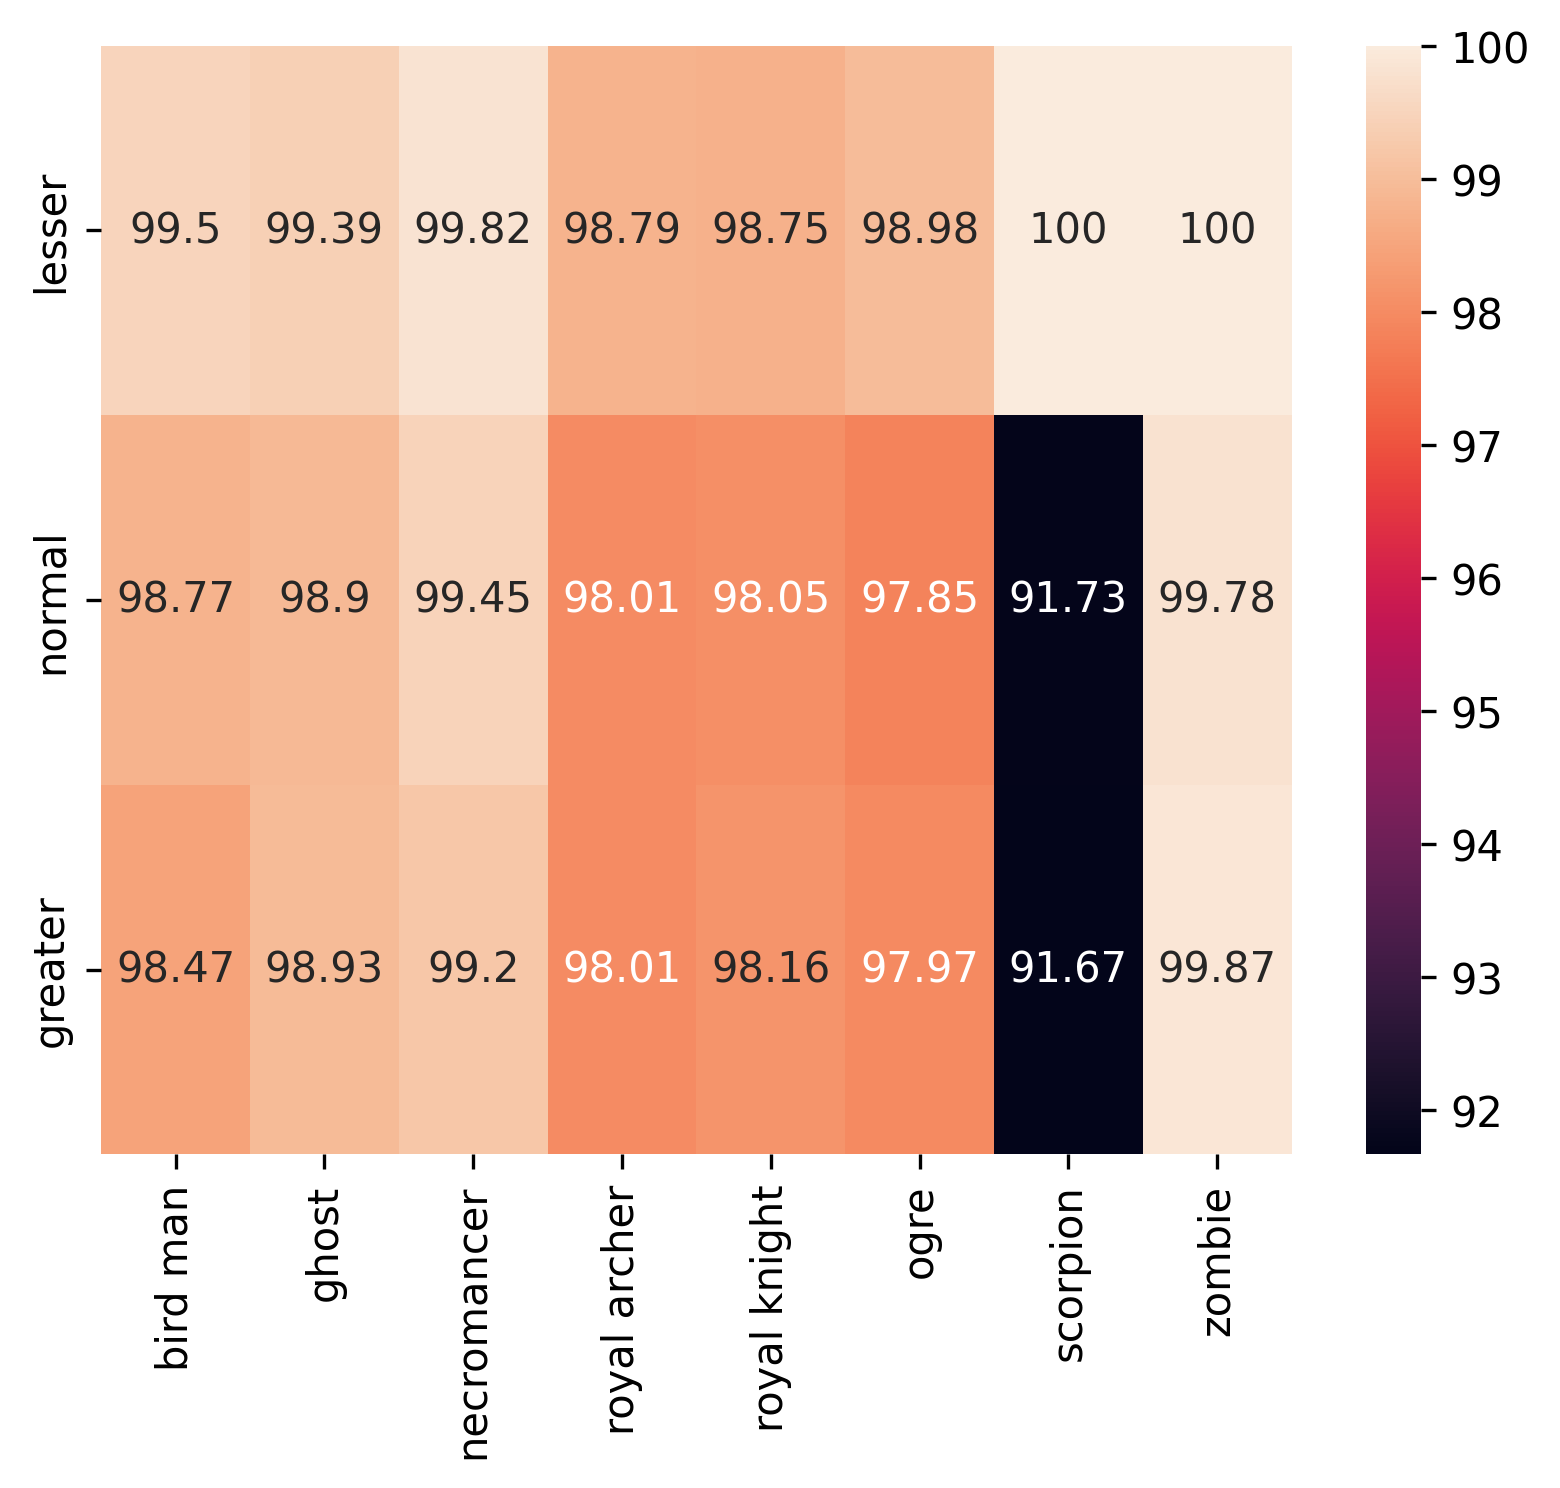 lesser 99.5 99.39 99.82 98.79 98.75 98.98 100 100
normal 98.77 98.9 99.45 98.01 98.05 97.85 91.73 99.78
greater 98.47 98.93 99.2 98.01 98.16 97.97 91.67 99.87
bird man
ghost
necromancer
royal archer
royal knight
ogre
scorpion
zombie
100
99
98
97
96
95
94
93
92